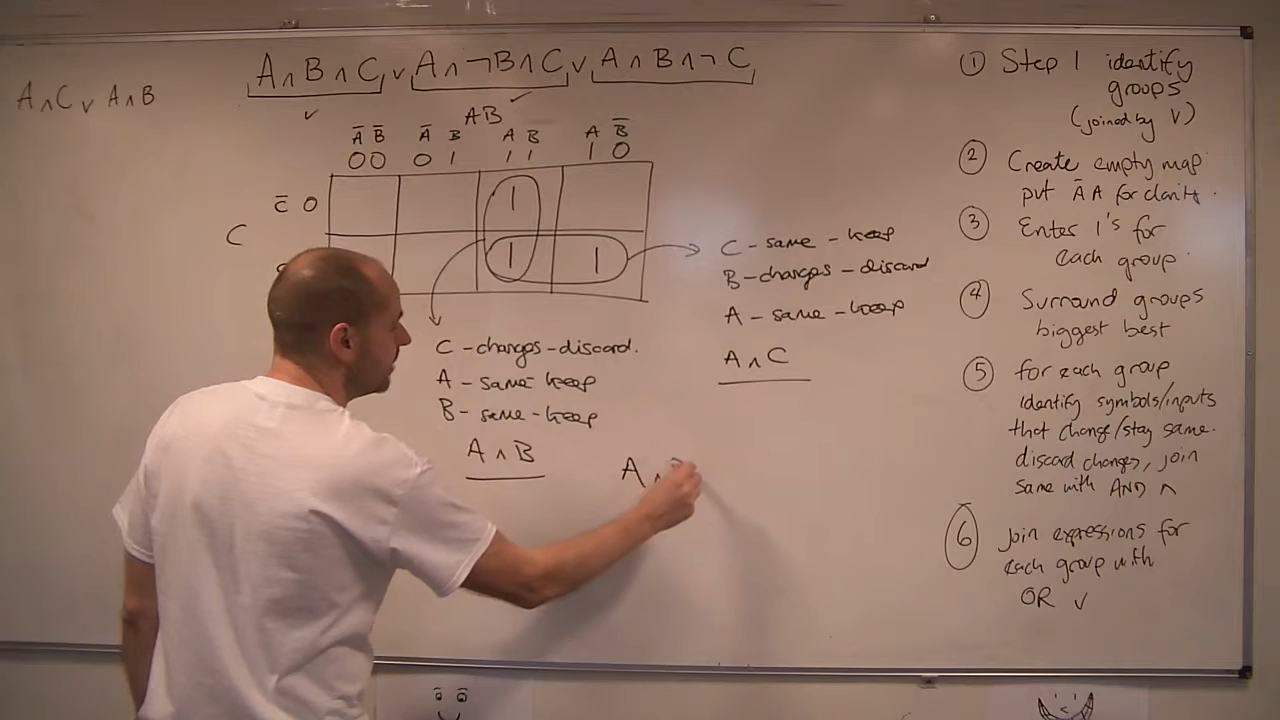 A∧B∧C ∨ A∧¬B∧C ∨ A∧B∧¬C
A∧C ∨ A∧B
AB
A̅ B̅ A̅ B A B A B̅
00 01 11 10
C̅ 0 1
C
1 1
C - same - keep
B - changes - discard
A - same - keep
A∧C
C - changes - discard.
A - same - keep
B - same - keep
A∧B
A∧
① Step 1 identify
groups
(joined by V)
② Create empty map
put A̅ A for clarity.
③ Enter 1's for
each group.
④ Surround groups
biggest best
⑤ for each group
identify symbols/inputs
that change/stay same.
discard changes, join
same with AND ∧
⑥ join expressions for
each group with
OR ∨